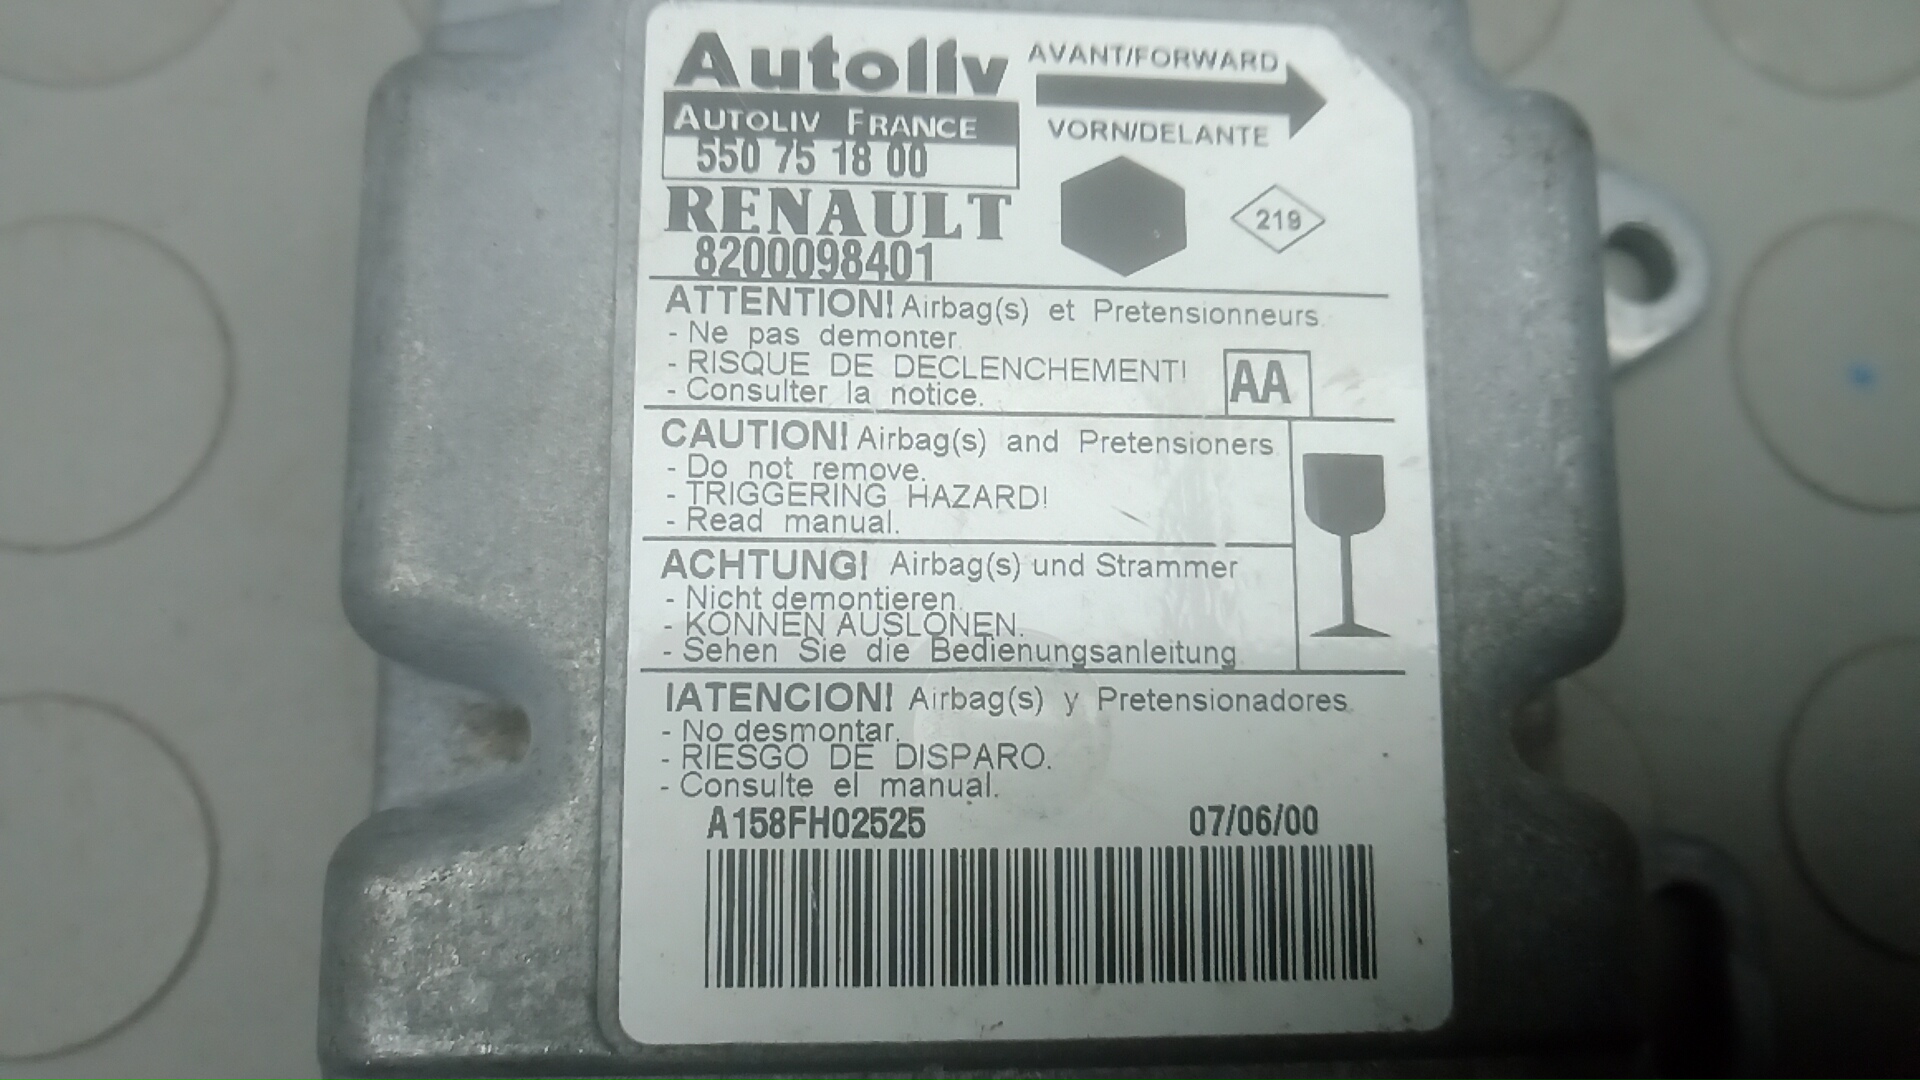 Autoliv
AVANT/FORWARD
AUTOLIV FRANCE
VORN/DELANTE
550 75 18 00
RENAULT
219
8200098401
ATTENTION! Airbag(s) et Pretensionneurs.
- Ne pas demonter.
- RISQUE DE DECLENCHEMENT!
- Consulter la notice.
AA
CAUTION! Airbag(s) and Pretensioners
- Do not remove.
- TRIGGERING HAZARD!
- Read manual.
ACHTUNG! Airbag(s) und Strammer
- Nicht demontieren.
- KONNEN AUSLONEN.
- Sehen Sie die Bedienungsanleitung
IATENCION! Airbag(s) y Pretensionadores.
- No desmontar.
- RIESGO DE DISPARO.
- Consulte el manual.
A158FH02525 07/06/00